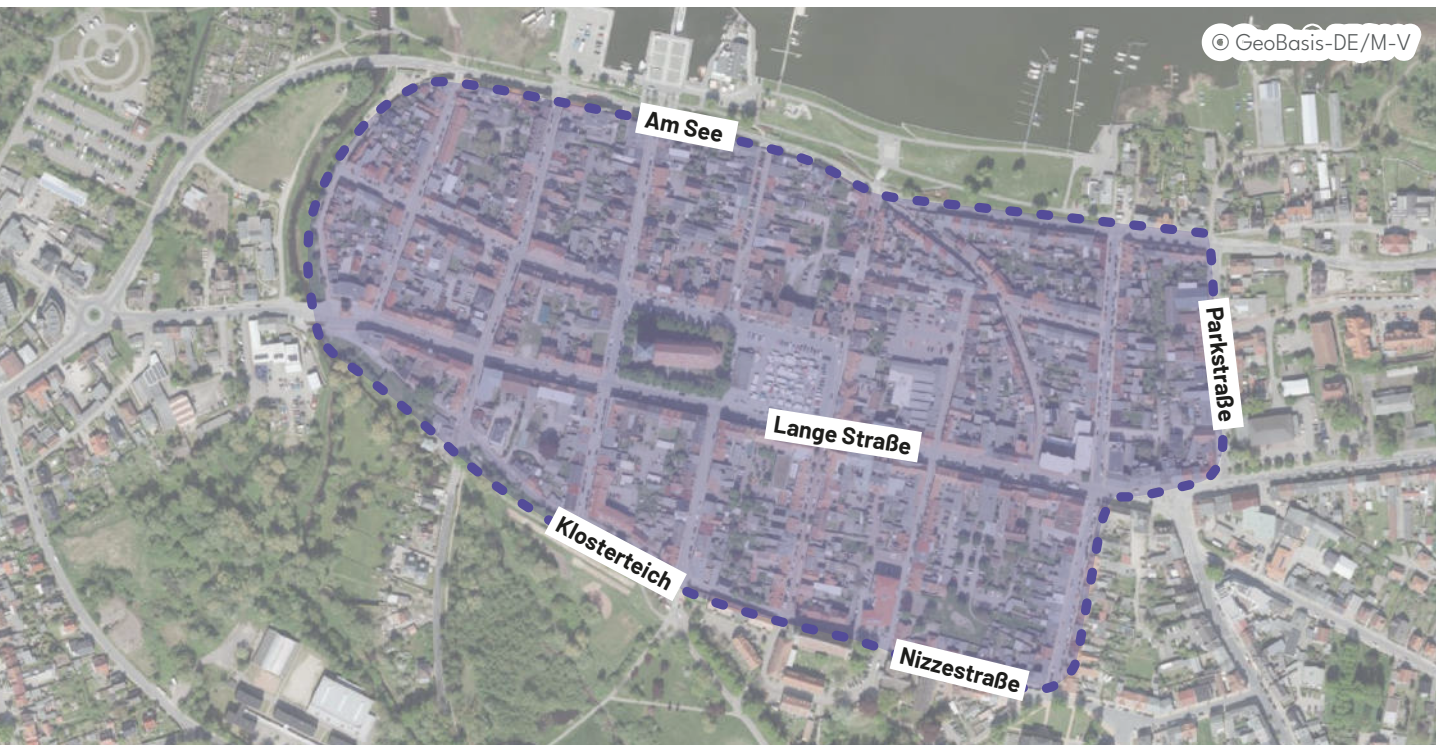 © GeoBasis-DE/M-V
Am See
Parkstraße
Lange Straße
Klosterteich
Nizzestraße